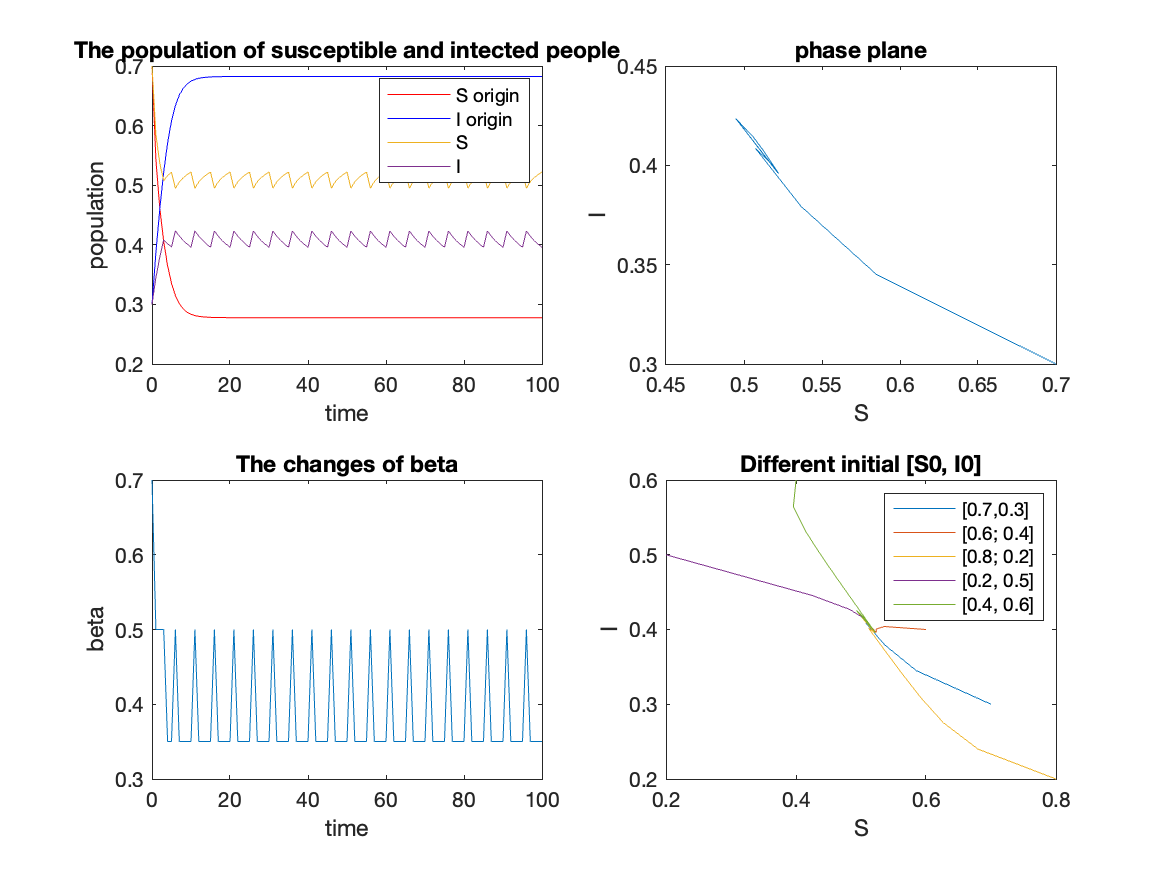 The population of susceptible and intected people
0.7
0.6
0.5
0.4
0.3
0.2
population
0
20
40
60
80
100
time
S origin
I origin
S
I
phase plane
0.45
0.4
0.35
0.3
I
0.45
0.5
0.55
0.6
0.65
0.7
S
The changes of beta
0.7
0.6
0.5
0.4
0.3
beta
0
20
40
60
80
100
time
Different initial [S0, I0]
0.6
0.5
0.4
0.3
0.2
I
0.2
0.4
0.6
0.8
S
[0.7,0.3]
[0.6; 0.4]
[0.8; 0.2]
[0.2, 0.5]
[0.4, 0.6]